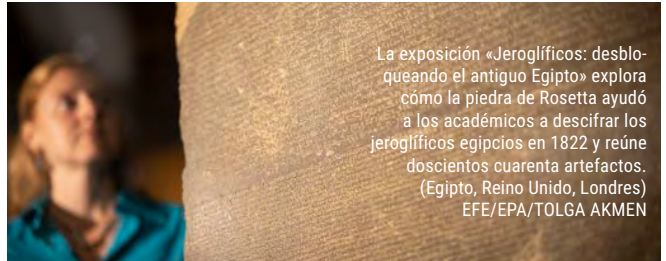 La exposición «Jeroglíficos: desblo-
queando el antiguo Egipto» explora
cómo la piedra de Rosetta ayudó
a los académicos a descifrar los
jeroglíficos egipcios en 1822 y reúne
doscientos cuarenta artefactos.
(Egipto, Reino Unido, Londres)
EFE/EPA/TOLGA AKMEN